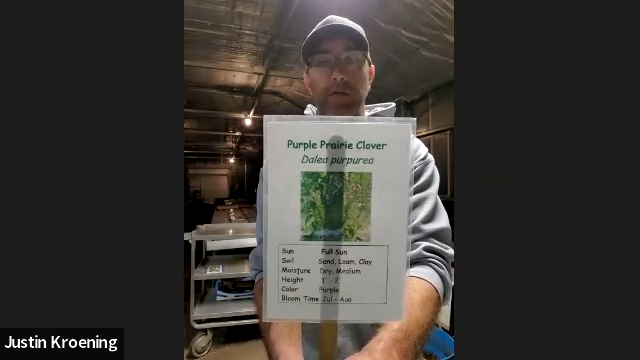 Purple Prairie Clover
Dalea purpurea
Sun Full Sun
Soil Sand, Loam, Clay
Moisture Dry, Medium
Height 1' - 2'
Color Purple
Bloom Time Jul - Aug
Justin Kroening